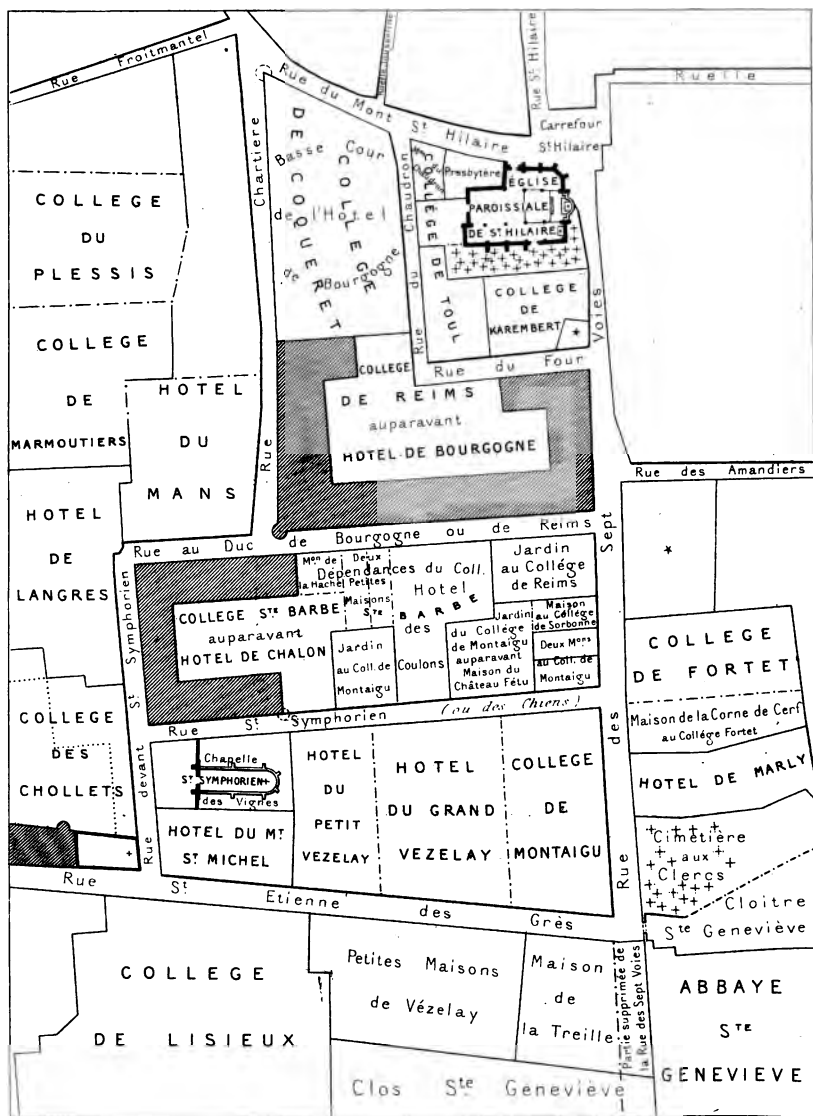 Rue Froitmantel
Rue du Mont St Hilaire
Rue St Hilaire
Ruelle
Carrefour
St Hilaire
Rue Chartiere
COLLEGE
DU
PLESSIS
COLLEGE
DE
MARMOUTIERS
HOTEL
DU
MANS
Basse Cour
de l'Hotel
de Bourgogne
COLLEGE
DE COQUERET
Rue du Chaudron
Presbytère
COLLEGE DE TOUL
ÉGLISE
PAROISSIALE
DE St HILAIRE
COLLEGE
DE
KAREMBERT
*
Rue du Four
COLLEGE
DE REIMS
auparavant
HOTEL DE BOURGOGNE
Rue des Sept Voies
Rue des Amandiers
*
HOTEL
DE
LANGRES
Rue au Duc de Bourgogne ou de Reims
Mon de
la Hache
Deux
Petites
Maisons
Dépendances du Coll.
STE BARBE
Hotel
des
Coulons
Jardin
au Collége
de Reims
COLLEGE STE BARBE
auparavant
HOTEL DE CHALON
Jardin
au Coll. de
Montaigu
Jardin
du Collége
de Montaigu
auparavant
Maison du
Château Fêtu
Maison
au Collége
de Sorbonne
Deux Mons
au Coll. de
Montaigu
COLLEGE
DE FORTET
Maison de la Corne de Cerf
au Collége Fortet
HOTEL DE MARLY
Cimetière
aux
Clercs
Cloitre
Ste Geneviève
Rue devant St Symphorien
COLLEGE
DES
CHOLLETS
Rue St Symphorien (ou des Chiens)
Chapelle
St SYMPHORIEN
des Vignes
HOTEL DU MT
ST MICHEL
HOTEL
DU
PETIT
VEZELAY
HOTEL
DU GRAND
VEZELAY
COLLEGE
DE
MONTAIGU
Rue St Etienne des Grès
COLLEGE
DE LISIEUX
Petites Maisons
de Vézelay
Maison
de
la Treille
Partie supprimée de
la Rue des Sept Voies
ABBAYE
STE
GENEVIEVE
Clos Ste Geneviève